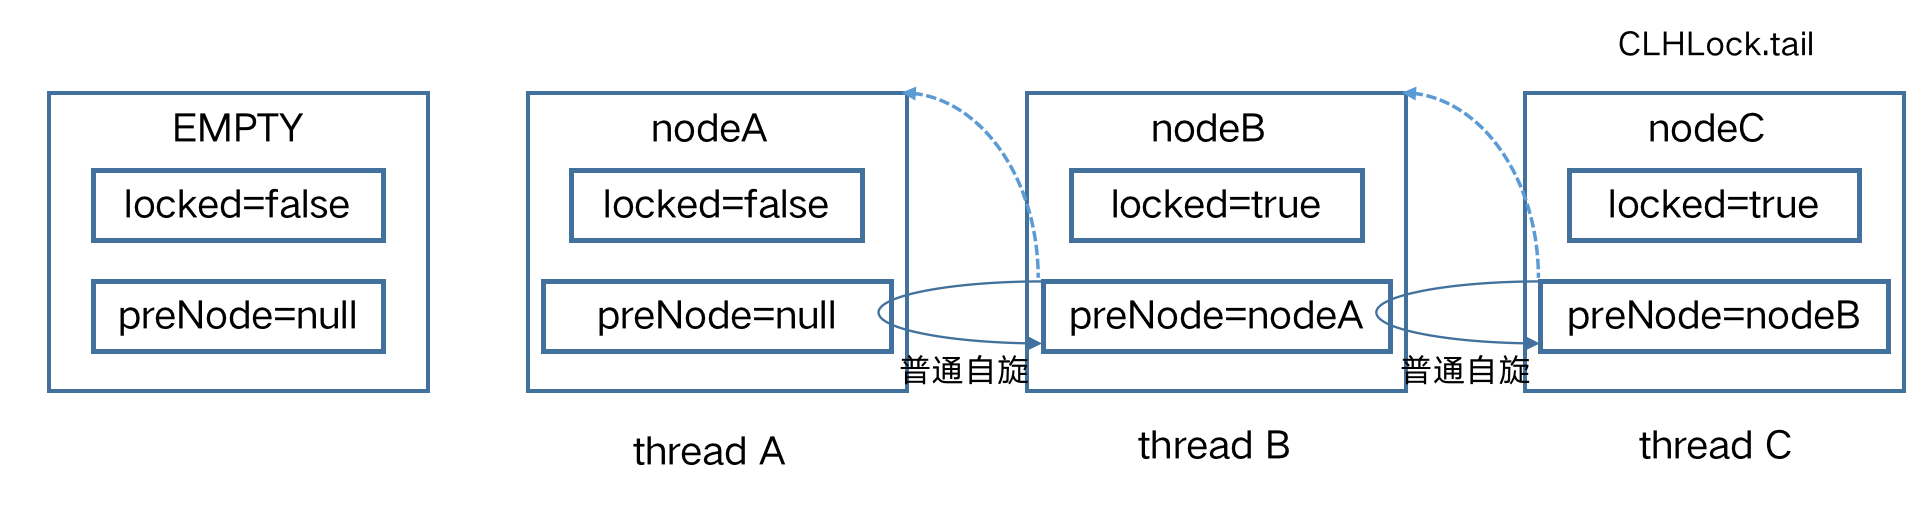 CLHLock.tail
EMPTY
locked=false
preNode=null
nodeA
locked=false
preNode=null
普通自旋
thread A
nodeB
locked=true
preNode=nodeA
普通自旋
thread B
nodeC
locked=true
preNode=nodeB
thread C